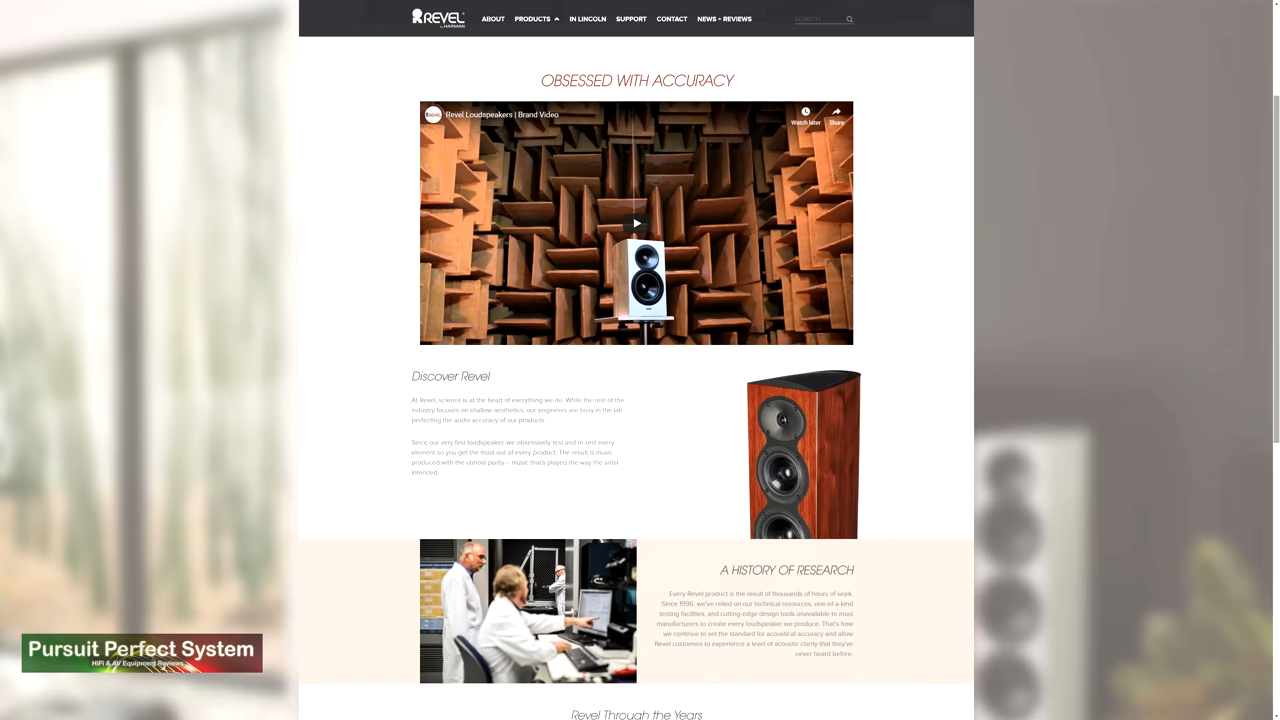 REVEL
by HARMAN
ABOUT PRODUCTS IN LINCOLN SUPPORT CONTACT NEWS + REVIEWS SEARCH
OBSESSED WITH ACCURACY
REVEL Revel Loudspeakers | Brand Video
Watch later Share
Discover Revel
At Revel, science is at the heart of everything we do. While the rest of the
industry focuses on shallow aesthetics, our engineers are busy in the lab
perfecting the audio accuracy of our products
Since our very first loudspeaker, we obsessively test and re-test every
element so you get the most out of every product. The result is music
produced with the utmost purity— music that's played the way the artist
intended.
A HISTORY OF RESEARCH
Every Revel product is the result of thousands of hours of work.
Since 1996, we've relied on our technical resources, one-of-a-kind
testing facilities, and cutting-edge design tools unavailable to most
manufacturers to create every loudspeaker we produce. That's how
we continue to set the standard for acoustical accuracy and allow
Revel customers to experience a level of acoustic clarity that they've
never heard before.
Pursuit Perfect System
HiFi & AV Equipment Reviews
Revel Through the Years